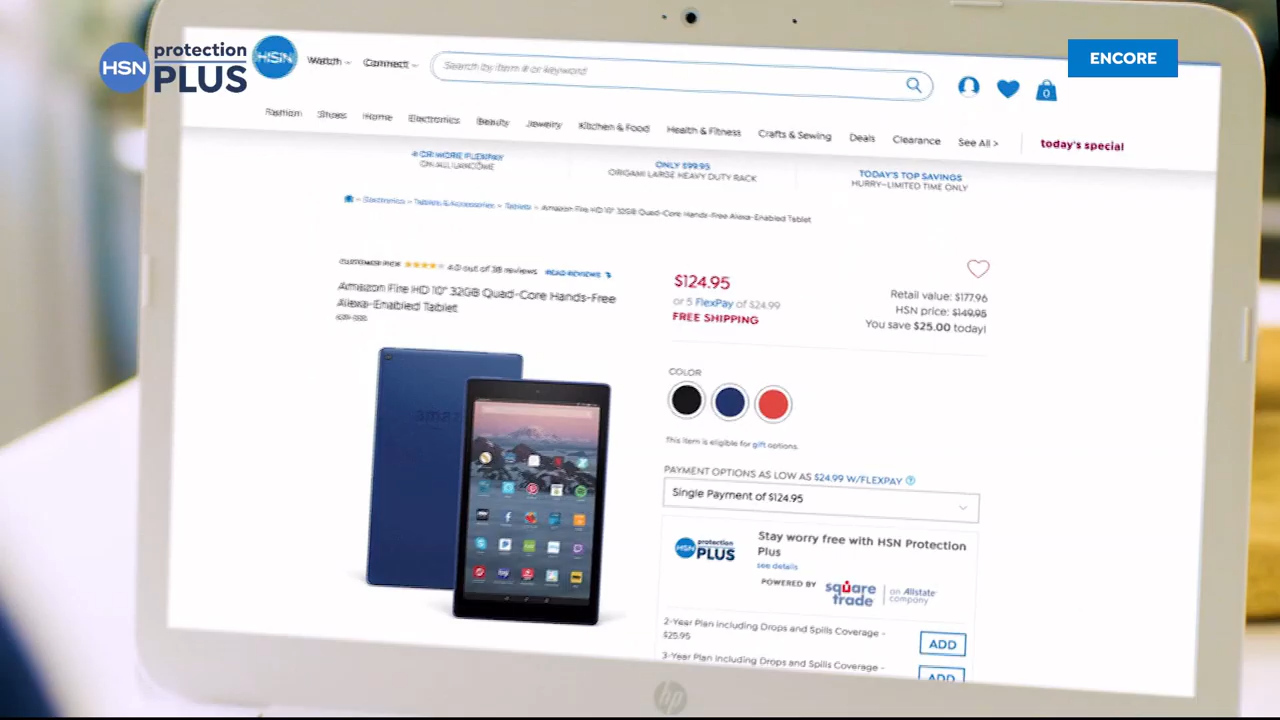 HSN protection PLUS
ENCORE
HSN
Watch
Connect
Search by item # or keyword
0
Fashion
Shoes
Home
Electronics
Beauty
Jewelry
Kitchen & Food
Health & Fitness
Crafts & Sewing
Deals
Clearance
See All >
today's special
ONLY $99.95
ORIGAMI LARGE HEAVY DUTY RACK
TODAY'S TOP SAVINGS
HURRY–LIMITED TIME ONLY
Electronics > Tablets & Accessories > Tablets > Amazon Fire HD 10" 32GB Quad-Core Hands-Free Alexa-Enabled Tablet
CUSTOMER PICK
4.0 out of 38 reviews
READ REVIEWS
Amazon Fire HD 10" 32GB Quad-Core Hands-Free
Alexa-Enabled Tablet
$124.95
or 5 FlexPay of $24.99
FREE SHIPPING
Retail value: $177.96
HSN price: $149.95
You save $25.00 today!
COLOR
This item is eligible for gift options.
PAYMENT OPTIONS AS LOW AS $24.99 W/FLEXPAY ?
Single Payment of $124.95
HSN protection PLUS
Stay worry free with HSN Protection
Plus
see details
POWERED BY square trade | an Allstate company
2-Year Plan Including Drops and Spills Coverage -
$25.95
ADD
3-Year Plan Including Drops and Spills Coverage -
ADD
hp